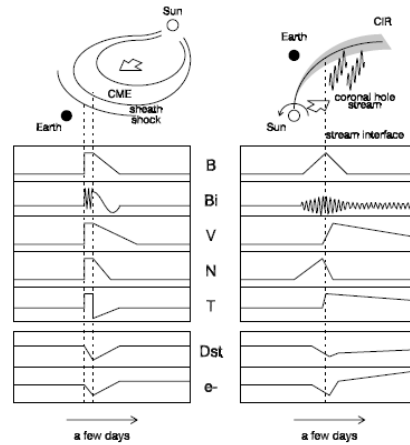 Sun
CME
sheath
shock
Earth
CIR
Earth
coronal hole
stream
Sun
stream interface
B
Bi
V
N
T
Dst
e-
a few days
a few days